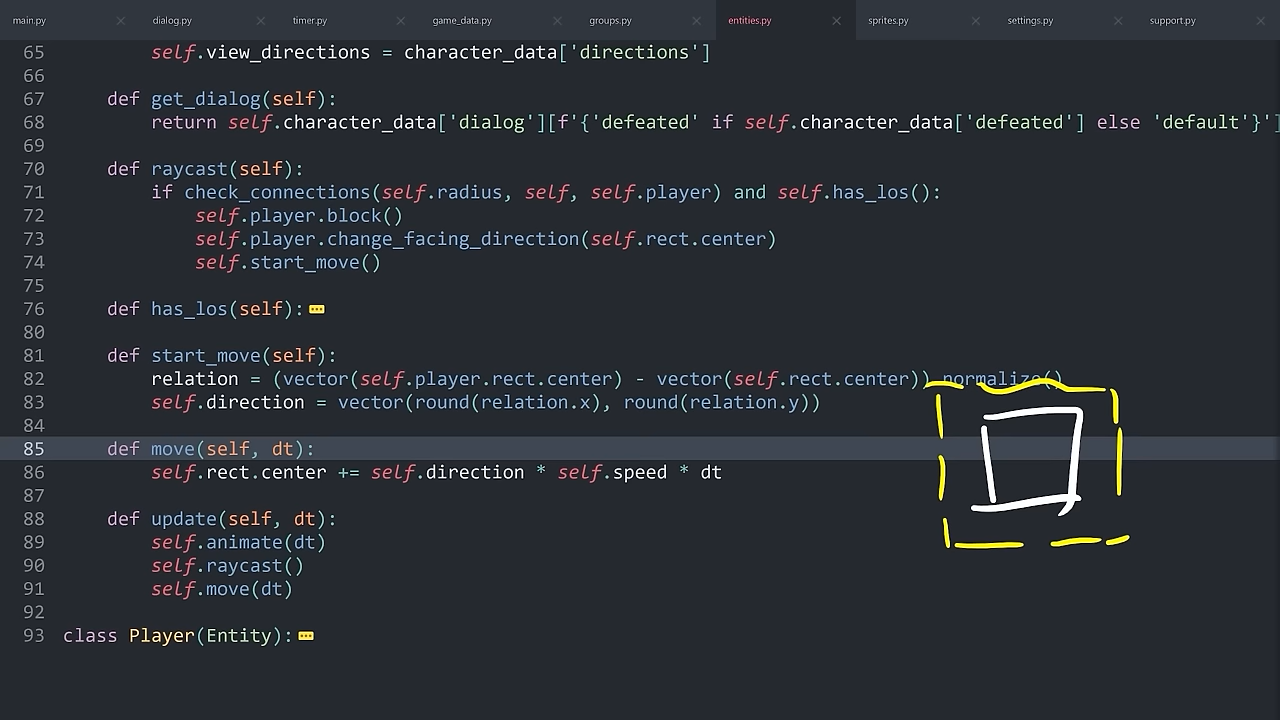 main.py dialog.py timer.py game_data.py groups.py entities.py sprites.py settings.py support.py
65 self.view_directions = character_data['directions']
66
67 def get_dialog(self):
68 return self.character_data['dialog'][f'{'defeated' if self.character_data['defeated'] else 'default'}']
69
70 def raycast(self):
71 if check_connections(self.radius, self, self.player) and self.has_los():
72 self.player.block()
73 self.player.change_facing_direction(self.rect.center)
74 self.start_move()
75
76 def has_los(self):
80
81 def start_move(self):
82 relation = (vector(self.player.rect.center) - vector(self.rect.center)).normalize()
83 self.direction = vector(round(relation.x), round(relation.y))
84
85 def move(self, dt):
86 self.rect.center += self.direction * self.speed * dt
87
88 def update(self, dt):
89 self.animate(dt)
90 self.raycast()
91 self.move(dt)
92
93 class Player(Entity):